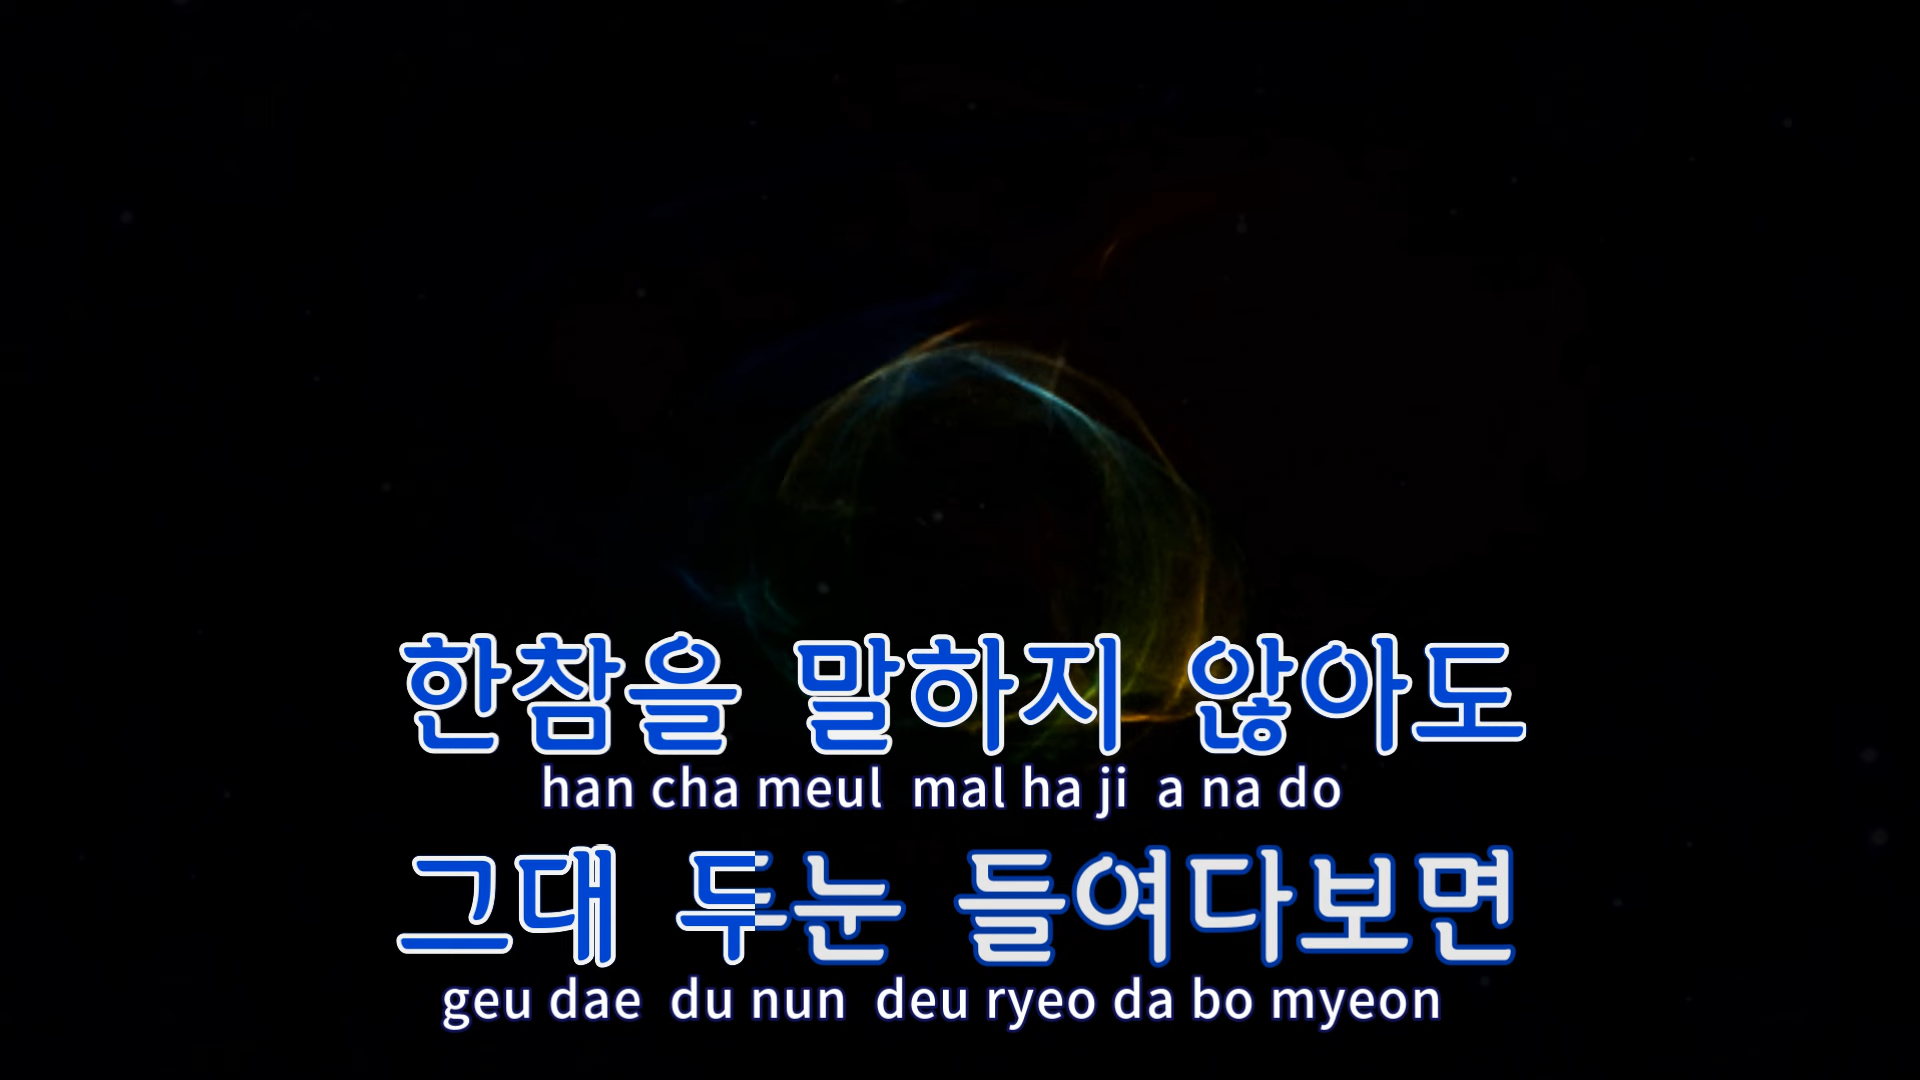 한참을 말하지 않아도
han cha meul mal ha ji a na do
그대 두눈 들여다보면
geu dae du nun deu ryeo da bo myeon